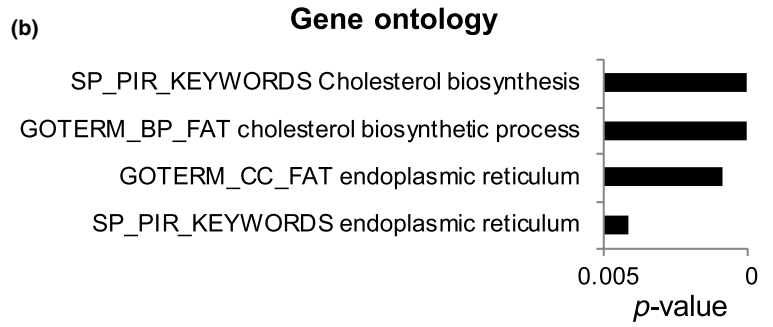 (b)
Gene ontology
SP_PIR_KEYWORDS Cholesterol biosynthesis
GOTERM_BP_FAT cholesterol biosynthetic process
GOTERM_CC_FAT endoplasmic reticulum
SP_PIR_KEYWORDS endoplasmic reticulum
0.005 0
p-value